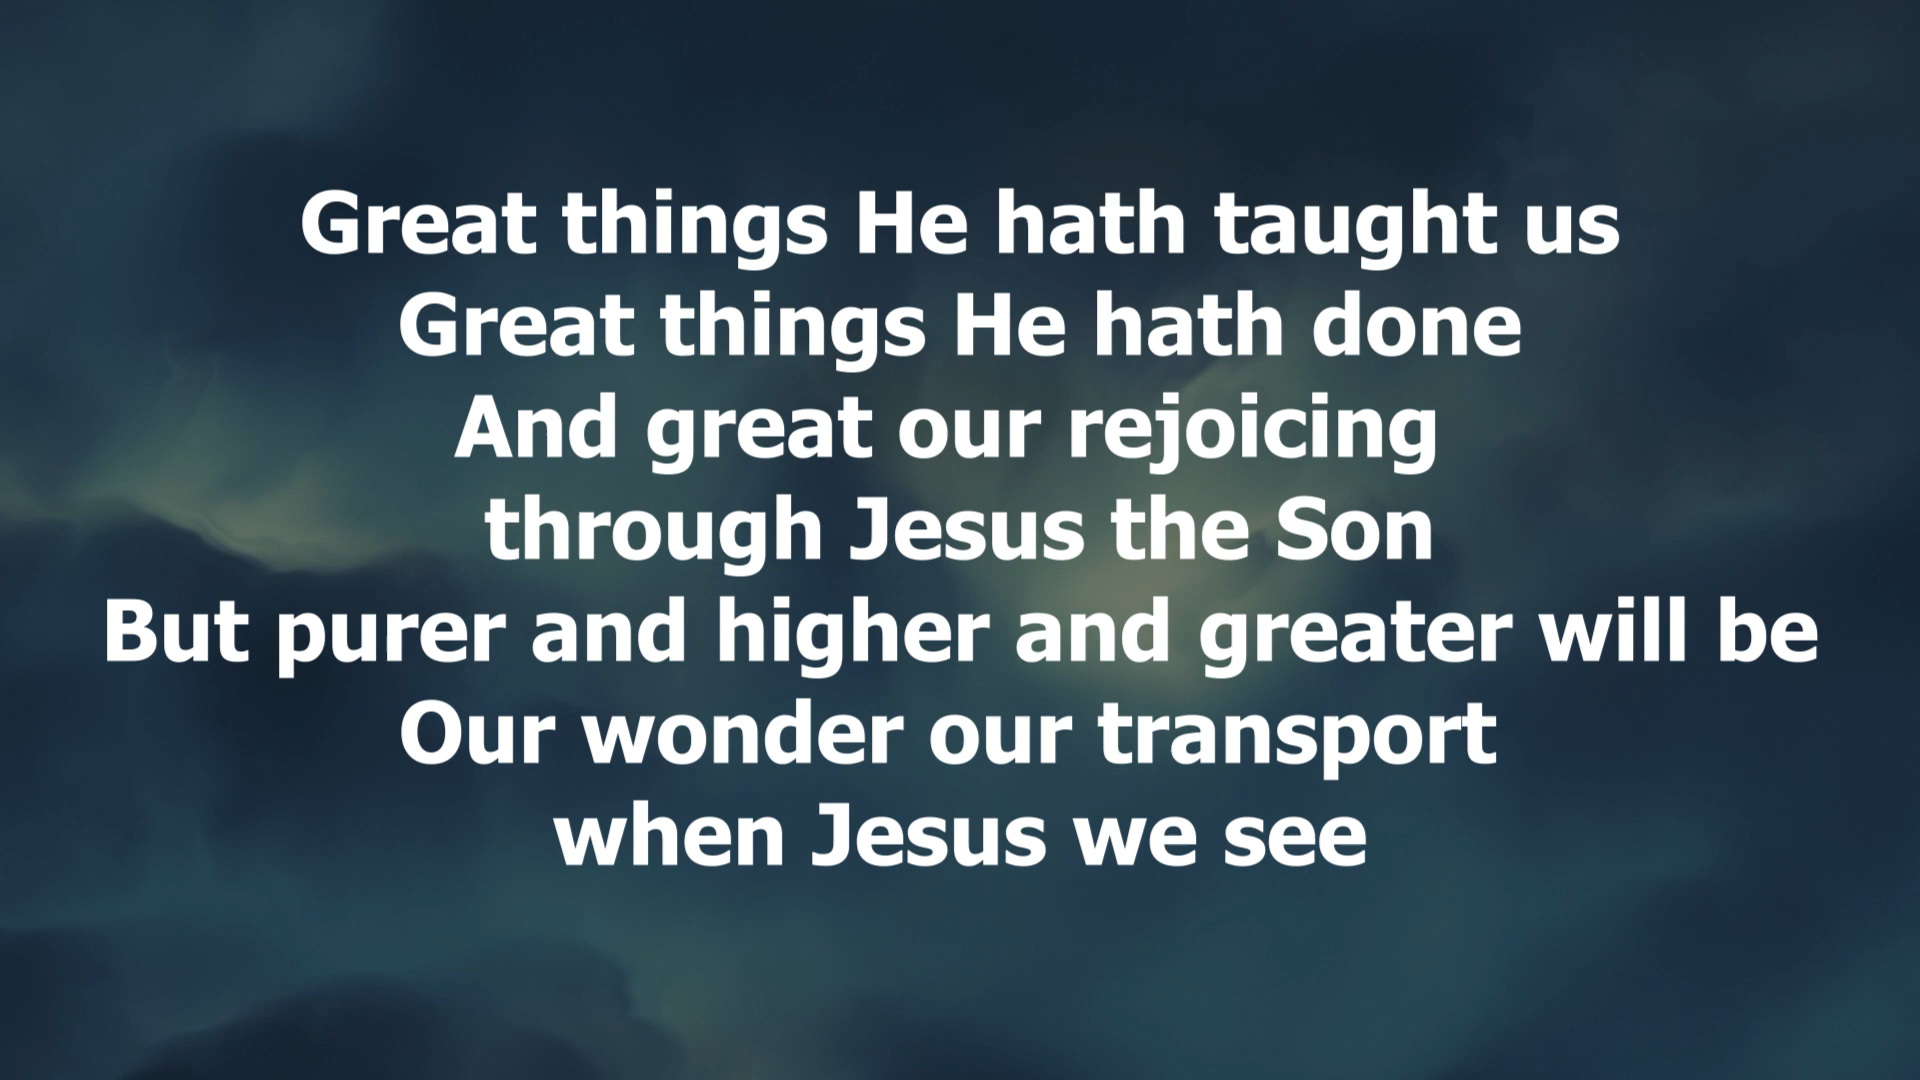 Great things He hath taught us
Great things He hath done
And great our rejoicing
through Jesus the Son
But purer and higher and greater will be
Our wonder our transport
when Jesus we see